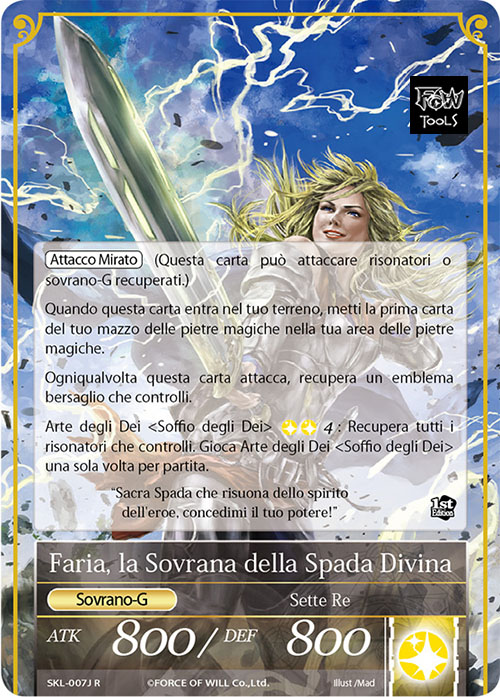 FOW
TOOLS
Attacco Mirato (Questa carta può attaccare risonatori o
sovrano-G recuperati.)
Quando questa carta entra nel tuo terreno, metti la prima carta
del tuo mazzo delle pietre magiche nella tua area delle pietre
magiche.
Ogniqualvolta questa carta attacca, recupera un emblema
bersaglio che controlli.
Arte degli Dei <Soffio degli Dei> 4 : Recupera tutti i
risonatori che controlli. Gioca Arte degli Dei <Soffio degli Dei>
una sola volta per partita.
"Sacra Spada che risuona dello spirito
dell'eroe, concedimi il tuo potere!"
1st
Edition
Faria, la Sovrana della Spada Divina
Sovrano-G Sette Re
ATK 800 / DEF 800
SKL-007J R ©FORCE OF WILL Co.,Ltd. Illust /Mad